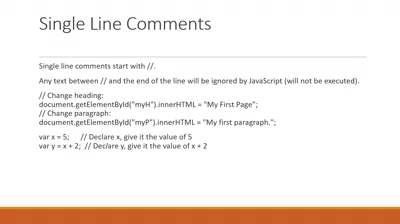 Single Line Comments
Single line comments start with //.
Any text between // and the end of the line will be ignored by JavaScript (will not be executed).
// Change heading:
document.getElementById("myH").innerHTML = "My First Page";
// Change paragraph:
document.getElementById("myP").innerHTML = "My first paragraph.";
var x = 5;      // Declare x, give it the value of 5
var y = x + 2;  // Declare y, give it the value of x + 2